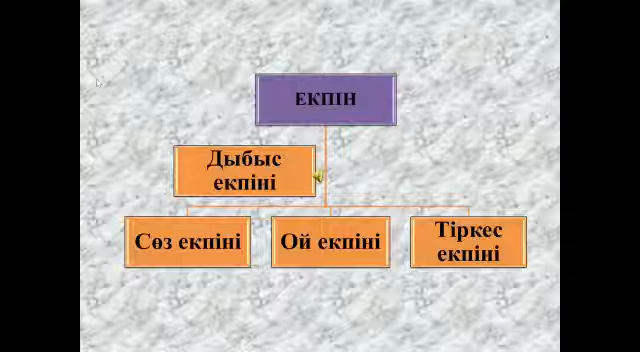 ЕКПІН
Дыбыс
екпіні
Сөз екпіні
Ой екпіні
Тіркес
екпіні